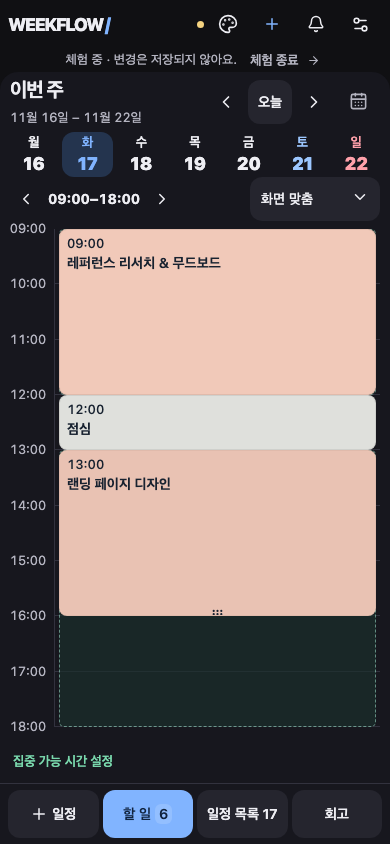 WEEKFLOW/
체험 중 · 변경은 저장되지 않아요. 체험 종료 →
이번 주
11월 16일 – 11월 22일
오늘
월 화 수 목 금 토 일
16 17 18 19 20 21 22
09:00–18:00
화면 맞춤
09:00
09:00
레퍼런스 리서치 & 무드보드
10:00
11:00
12:00
12:00
점심
13:00
13:00
랜딩 페이지 디자인
14:00
15:00
16:00
17:00
18:00
집중 가능 시간 설정
+ 일정
할 일 6
일정 목록 17
회고